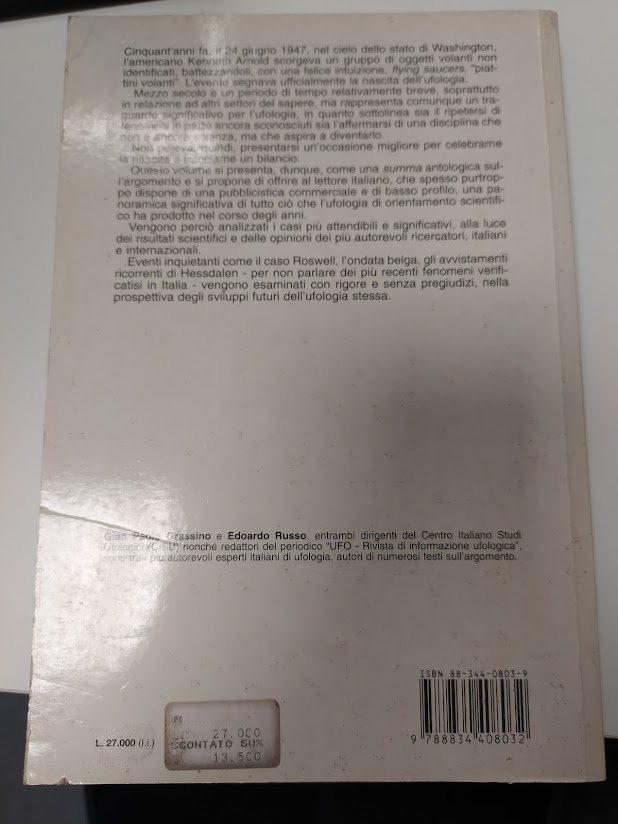 Cinquant'anni fa, il 24 giugno 1947, nel cielo dello stato di Washington,
l'americano Kenneth Arnold scorgeva un gruppo di oggetti volanti non
identificati, battezzandoli, con una felice intuizione, flying saucers, "piat-
tini volanti". L'evento segnava ufficialmente la nascita dell'ufologia.
Mezzo secolo è un periodo di tempo relativamente breve, soprattutto
in relazione ad altri settori del sapere, ma rappresenta comunque un tra-
guardo significativo per l'ufologia, in quanto sottolinea sia il ripetersi di
fenomeni in parte ancora sconosciuti sia l'affermarsi di una disciplina che
non è ancora scienza, ma che aspira a diventarlo.
Non poteva, quindi, presentarsi un'occasione migliore per celebrarne
la nascita e tracciarne un bilancio.
Questo volume si presenta, dunque, come una summa antologica sul-
l'argomento e si propone di offrire al lettore italiano, che spesso purtrop-
po dispone di una pubblicistica commerciale e di basso profilo, una pa-
noramica significativa di tutto ciò che l'ufologia di orientamento scientifi-
co ha prodotto nel corso degli anni.
Vengono perciò analizzati i casi più attendibili e significativi, alla luce
dei risultati scientifici e delle opinioni dei più autorevoli ricercatori, italiani
e internazionali.
Eventi inquietanti come il caso Roswell, l'ondata belga, gli avvistamenti
ricorrenti di Hessdalen - per non parlare dei più recenti fenomeni verifi-
catisi in Italia - vengono esaminati con rigore e senza pregiudizi, nella
prospettiva degli sviluppi futuri dell'ufologia stessa.
Gian Paolo Grassino e Edoardo Russo, entrambi dirigenti del Centro Italiano Studi
Ufologici (CISU) nonché redattori del periodico "UFO - Rivista di informazione ufologica",
sono tra i più autorevoli esperti italiani di ufologia, autori di numerosi testi sull'argomento.
ISBN 88-344-0803-9
9 788834 408032
L. 27.000 (i.i.)
27.000
SCONTATO 50%
13.500